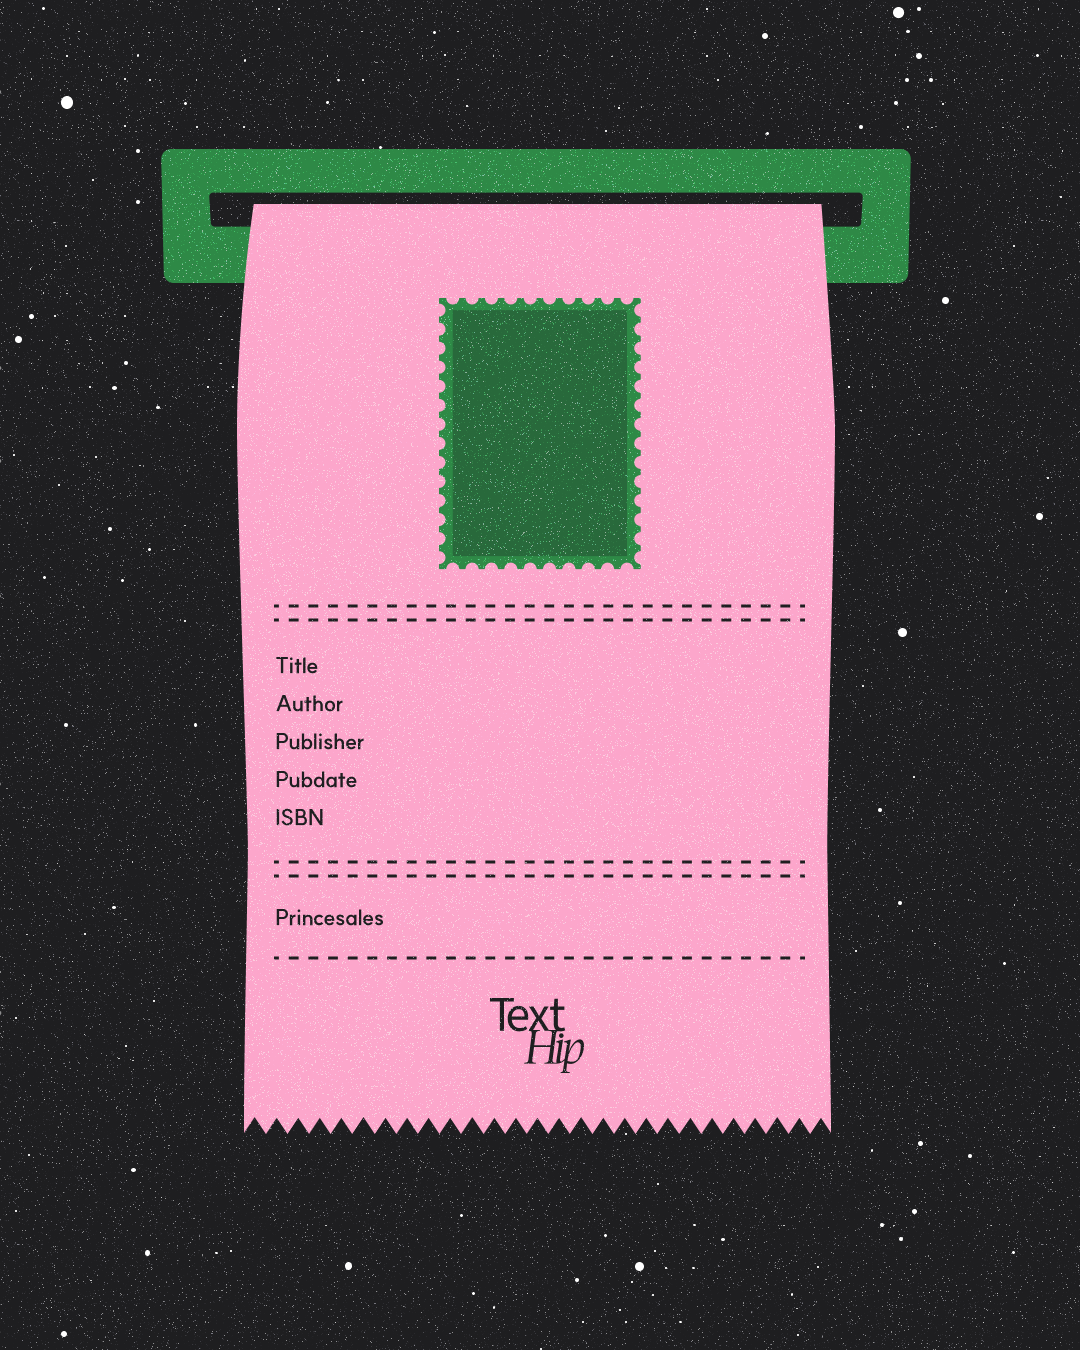 Title
Author
Publisher
Pubdate
ISBN
Princesales
Text
Hip